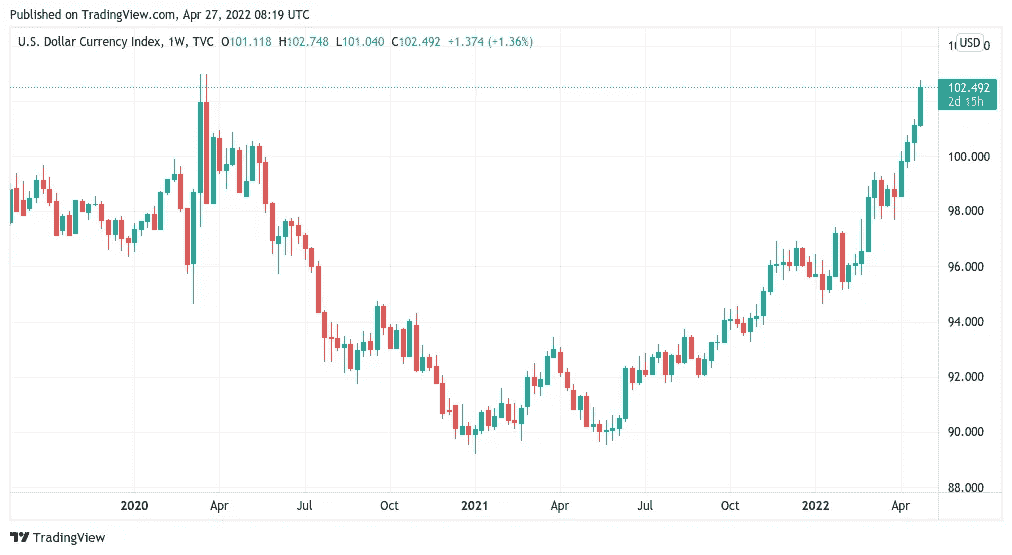 Published on TradingView.com, Apr 27, 2022 08:19 UTC
U.S. Dollar Currency Index, 1W, TVC O101.118 H102.748 L101.040 C102.492 +1.374 (+1.36%)
USD
102.492
2d 15h
100.000
98.000
96.000
94.000
92.000
90.000
88.000
2020 Apr Jul Oct 2021 Apr Jul Oct 2022 Apr
TradingView